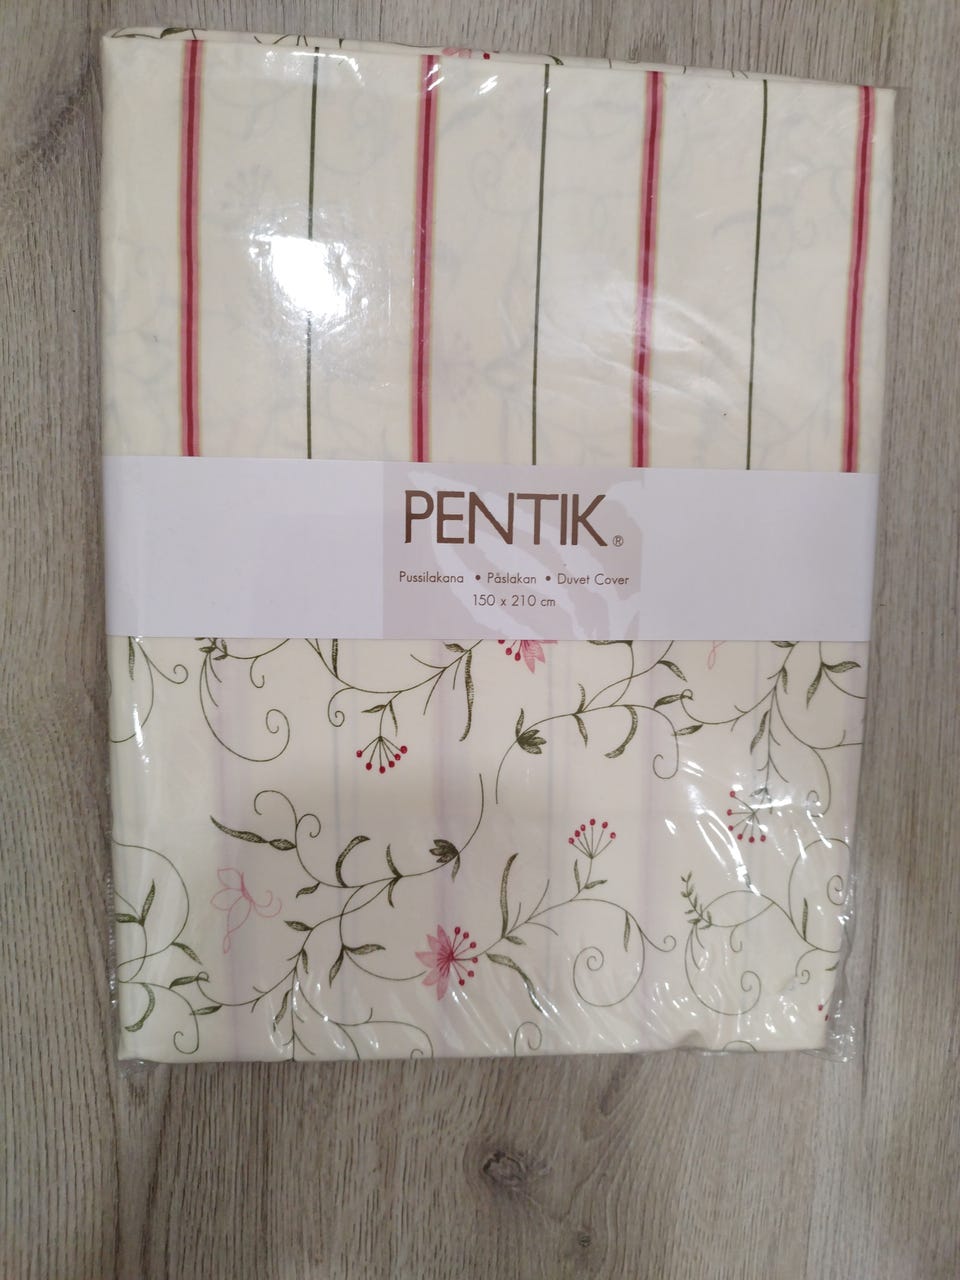 PENTIK®
Pussilakana • Påslakan • Duvet Cover
150 x 210 cm